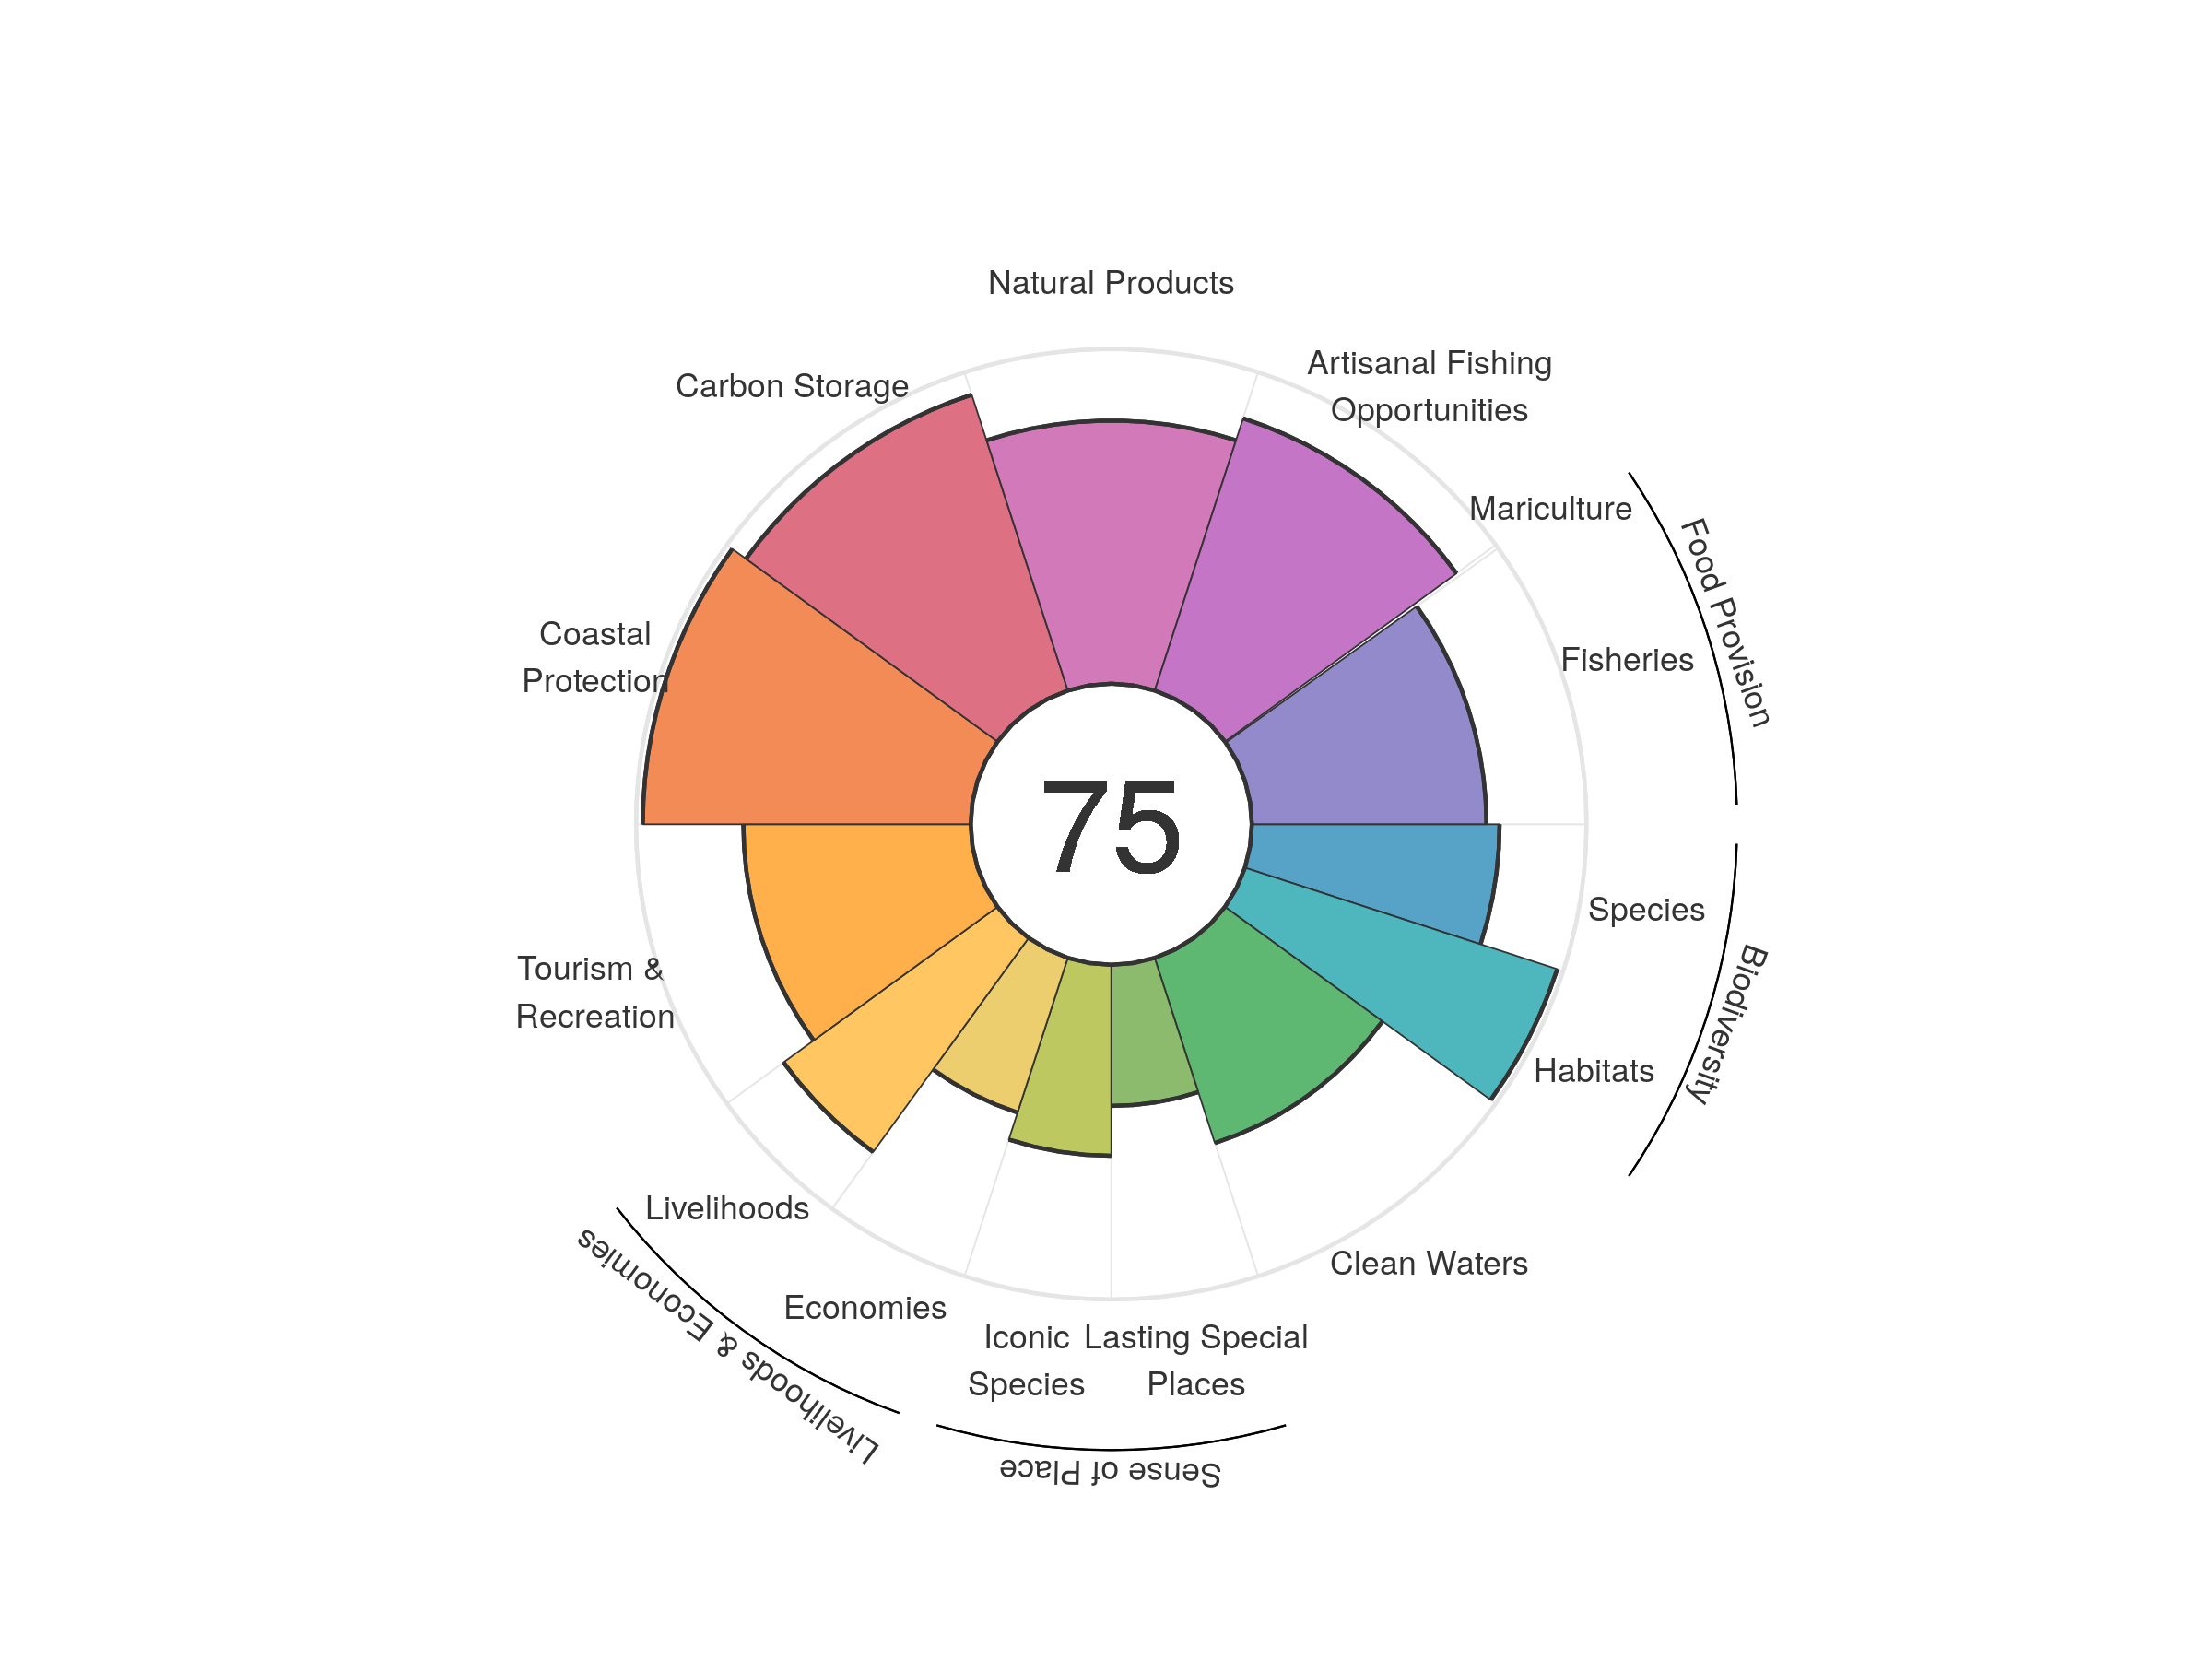 Natural Products
Carbon Storage
Artisanal Fishing
Opportunities
Mariculture
Food Provision
Fisheries
Coastal
Protection
75
Species
Biodiversity
Tourism &
Recreation
Habitats
Livelihoods
Clean Waters
Livelihoods & Economies
Economies
Iconic
Species
Lasting Special
Places
Sense of Place